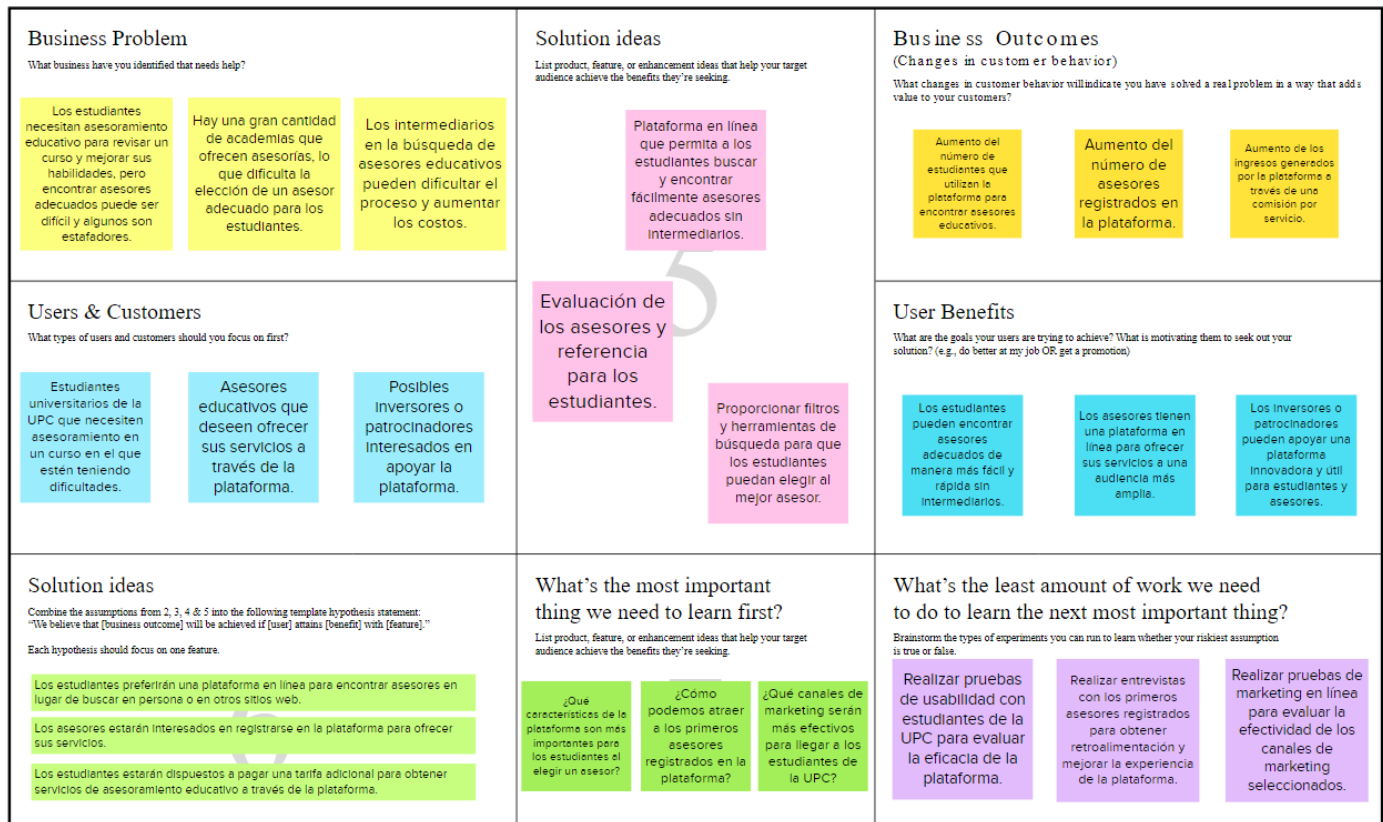 Business Problem
What business have you identified that needs help?
Los estudiantes
necesitan asesoramiento
educativo para revisar un
curso y mejorar sus
habilidades, pero
encontrar asesores
adecuados puede ser
difícil y algunos son
estafadores.
Hay una gran cantidad
de academias que
ofrecen asesorías, lo
que dificulta la
elección de un asesor
adecuado para los
estudiantes.
Los intermediarios
en la búsqueda de
asesores educativos
pueden dificultar el
proceso y aumentar
los costos.
Solution ideas
List product, feature, or enhancement ideas that help your target
audience achieve the benefits they're seeking.
Plataforma en línea
que permita a los
estudiantes buscar
y encontrar
fácilmente asesores
adecuados sin
intermediarios.
5
Evaluación de
los asesores y
referencia
para los
estudiantes.
Proporcionar filtros
y herramientas de
búsqueda para que
los estudiantes
puedan elegir al
mejor asesor.
Business Outcomes
(Changes in customer behavior)
What changes in customer behavior willindicate you have solved a real problem in a way that adds
value to your customers?
Aumento del
número de
estudiantes que
utilizan la
plataforma para
encontrar asesores
educativos.
Aumento del
número de
asesores
registrados en
la plataforma.
Aumento de los
ingresos generados
por la plataforma a
través de una
comisión por
servicio.
Users & Customers
What types of users and customers should you focus on first?
Estudiantes
universitarios de la
UPC que necesiten
asesoramiento en
un curso en el que
estén teniendo
dificultades.
Asesores
educativos que
deseen ofrecer
sus servicios a
través de la
plataforma.
Posibles
inversores o
patrocinadores
interesados en
apoyar la
plataforma.
User Benefits
What are the goals your users are trying to achieve? What is motivating them to seek out your
solution? (e.g., do better at my job OR get a promotion)
Los estudiantes
pueden encontrar
asesores
adecuados de
manera más fácil y
rápida sin
intermediarios.
Los asesores tienen
una plataforma en
línea para ofrecer
sus servicios a una
audiencia más
amplia.
Los inversores o
patrocinadores
pueden apoyar una
plataforma
innovadora y útil
para estudiantes y
asesores.
Solution ideas
Combine the assumptions from 2, 3, 4 & 5 into the following template hypothesis statement:
"We believe that [business outcome] will be achieved if [user] attains [benefit] with [feature]."
Each hypothesis should focus on one feature.
Los estudiantes preferirán una plataforma en línea para encontrar asesores en
lugar de buscar en persona o en otros sitios web.
Los asesores estarán interesados en registrarse en la plataforma para ofrecer
sus servicios.
Los estudiantes estarán dispuestos a pagar una tarifa adicional para obtener
servicios de asesoramiento educativo a través de la plataforma.
What's the most important
thing we need to learn first?
List product, feature, or enhancement ideas that help your target
audience achieve the benefits they're seeking.
¿Qué
características de la
plataforma son más
importantes para
los estudiantes al
elegir un asesor?
¿Cómo
podemos atraer
a los primeros
asesores
registrados en la
plataforma?
¿Qué canales de
marketing serán
más efectivos
para llegar a los
estudiantes de
la UPC?
What's the least amount of work we need
to do to learn the next most important thing?
Brainstorm the types of experiments you can run to learn whether your riskiest assumption
is true or false.
Realizar pruebas
de usabilidad con
estudiantes de la
UPC para evaluar
la eficacia de la
plataforma.
Realizar entrevistas
con los primeros
asesores registrados
para obtener
retroalimentación y
mejorar la experiencia
de la plataforma.
Realizar pruebas de
marketing en línea
para evaluar la
efectividad de los
canales de
marketing
seleccionados.